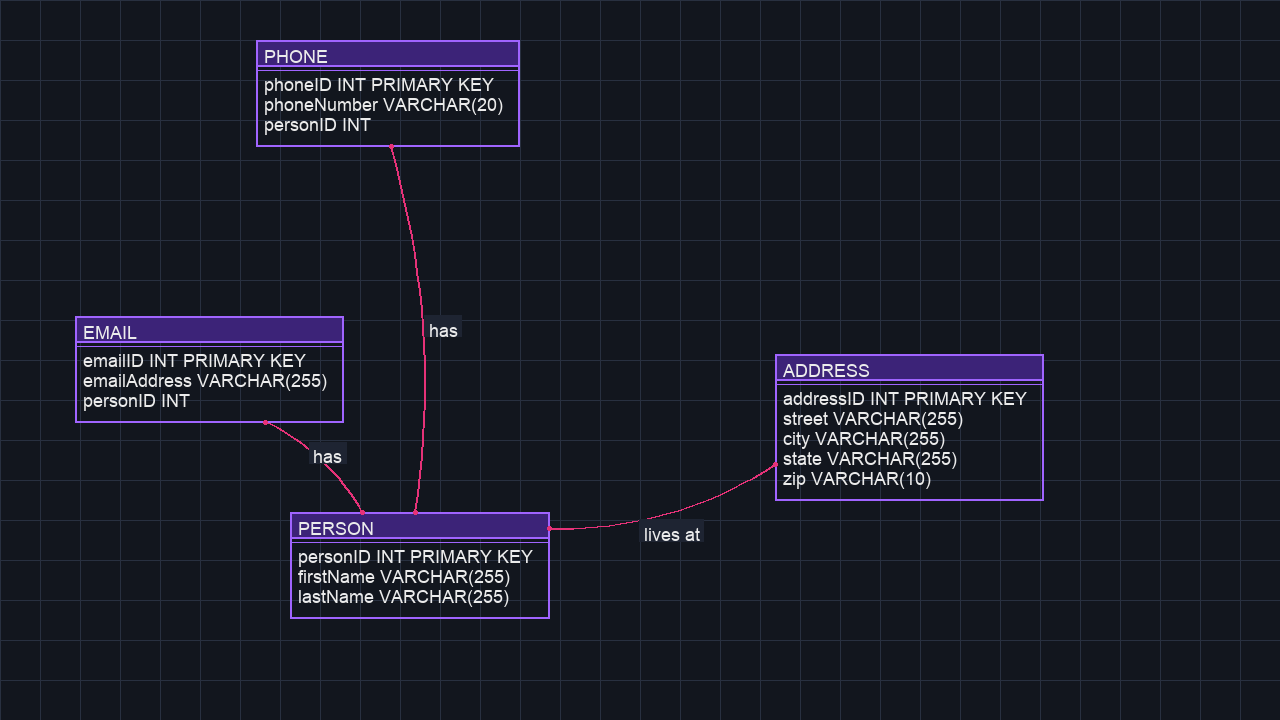 PHONE
phoneID INT PRIMARY KEY
phoneNumber VARCHAR(20)
personID INT
has
EMAIL
emailID INT PRIMARY KEY
emailAddress VARCHAR(255)
personID INT
has
ADDRESS
addressID INT PRIMARY KEY
street VARCHAR(255)
city VARCHAR(255)
state VARCHAR(255)
zip VARCHAR(10)
lives at
PERSON
personID INT PRIMARY KEY
firstName VARCHAR(255)
lastName VARCHAR(255)